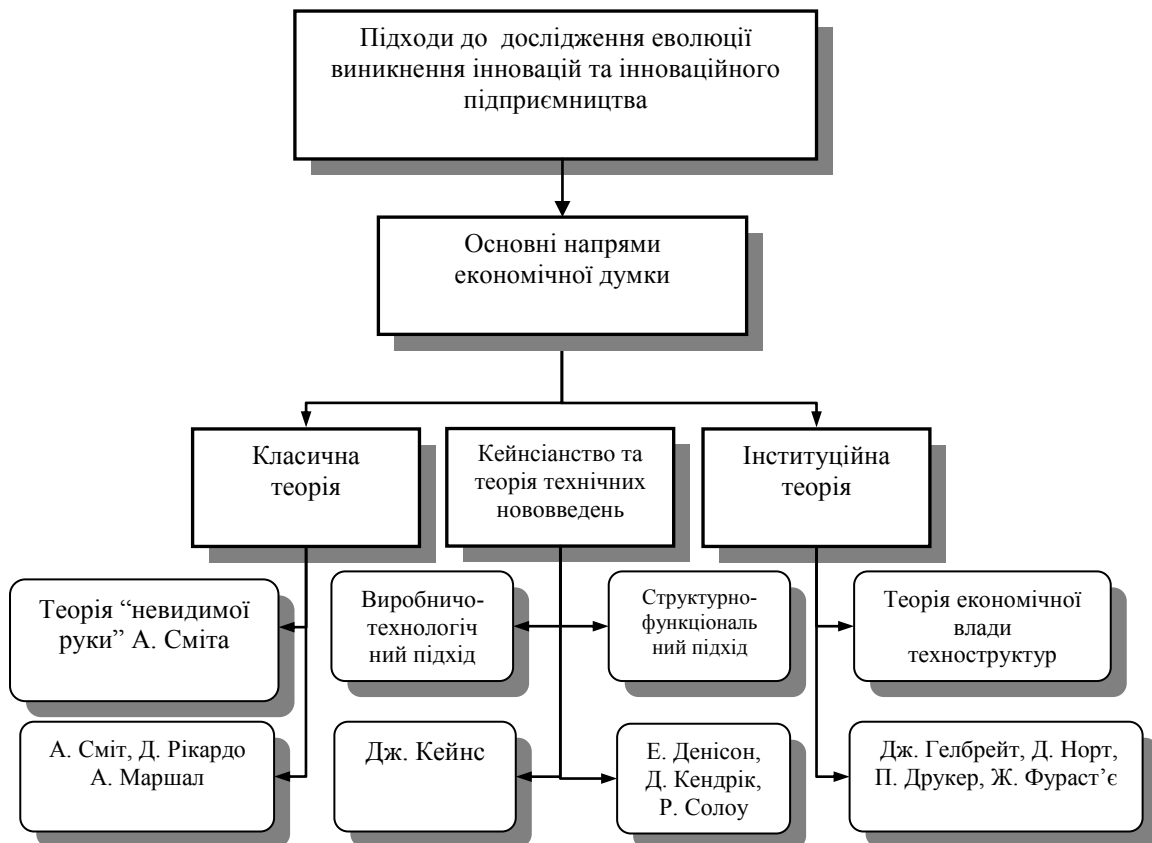 Підходи до дослідження еволюції
виникнення інновацій та інноваційного
підприємництва
Основні напрями
економічної думки
Класична
теорія
Кейнсіанство та
теорія технічних
нововведень
Інституційна
теорія
Теорія “невидимої
руки” А. Сміта
Виробничо-
технологіч
ний підхід
Структурно-
функціональ
ний підхід
Теорія економічної
влади
техноструктур
А. Сміт, Д. Рікардо
А. Маршал
Дж. Кейнс
Е. Денісон,
Д. Кендрік,
Р. Солоу
Дж. Гелбрейт, Д. Норт,
П. Друкер, Ж. Фураст’є